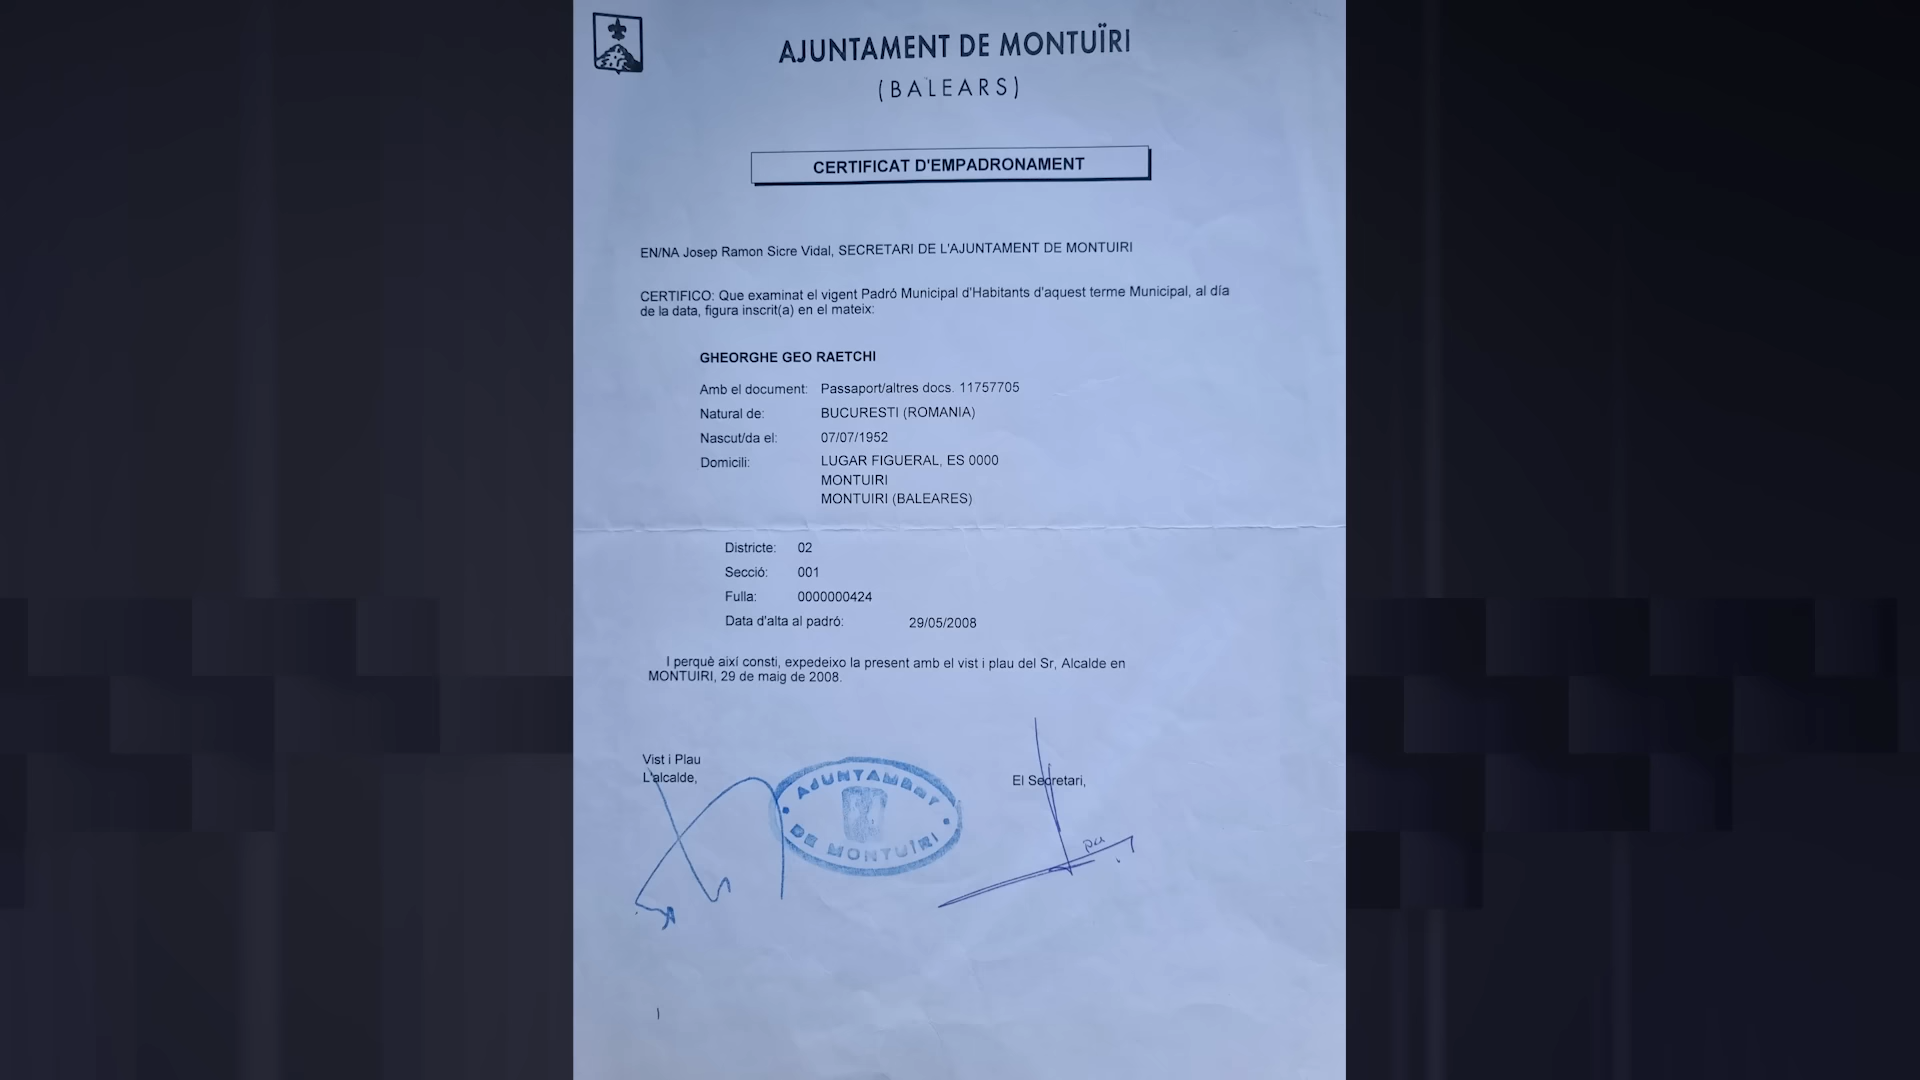 AJUNTAMENT DE MONTUÏRI
(BALEARS)
CERTIFICAT D'EMPADRONAMENT
EN/NA Josep Ramon Sicre Vidal, SECRETARI DE L'AJUNTAMENT DE MONTUIRI
CERTIFICO: Que examinat el vigent Padró Municipal d'Habitants d'aquest terme Municipal, al día
de la data, figura inscrit(a) en el mateix:
GHEORGHE GEO RAETCHI
Amb el document: Passaport/altres docs. 11757705
Natural de: BUCURESTI (ROMANIA)
Nascut/da el: 07/07/1952
Domicili: LUGAR FIGUERAL, ES 0000
MONTUIRI
MONTUIRI (BALEARES)
Districte: 02
Secció: 001
Fulla: 0000000424
Data d'alta al padró: 29/05/2008
I perquè així consti, expedeixo la present amb el vist i plau del Sr, Alcalde en
MONTUIRI, 29 de maig de 2008.
Vist i Plau
L'alcalde,
El Secretari,
AJUNTAMENT
DE MONTUÏRI